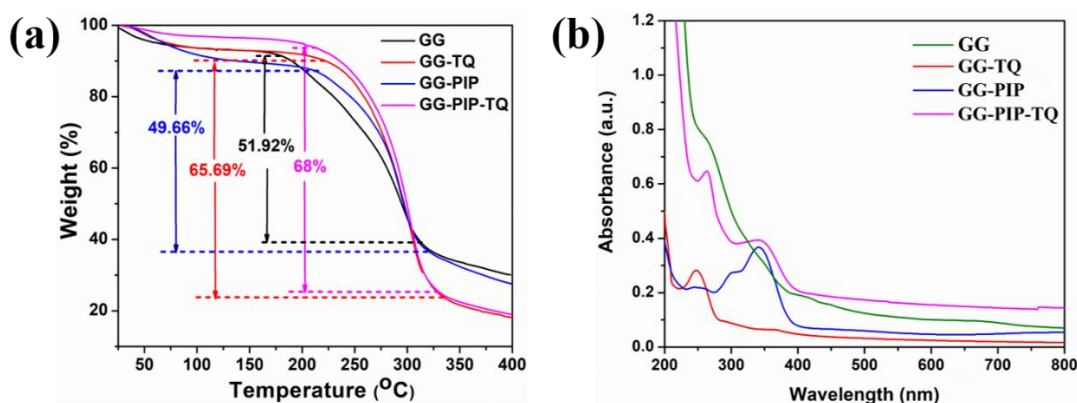 (a)
100
80
60
40
20
Weight (%)
50 100 150 200 250 300 350 400
Temperature (ᴼC)
GG
GG-TQ
GG-PIP
GG-PIP-TQ
49.66%
65.69%
51.92%
68%
(b)
1.2
1.0
0.8
0.6
0.4
0.2
0.0
Absorbance (a.u.)
200 300 400 500 600 700 800
Wavelength (nm)
GG
GG-TQ
GG-PIP
GG-PIP-TQ